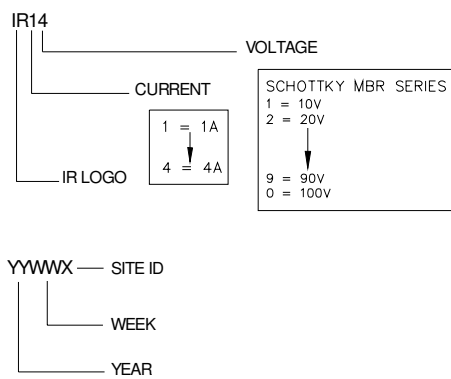 IR14
VOLTAGE
CURRENT
1 = 1A
4 = 4A
IR LOGO
SCHOTTKY MBR SERIES
1 = 10V
2 = 20V
9 = 90V
0 = 100V
YYWWX
SITE ID
WEEK
YEAR